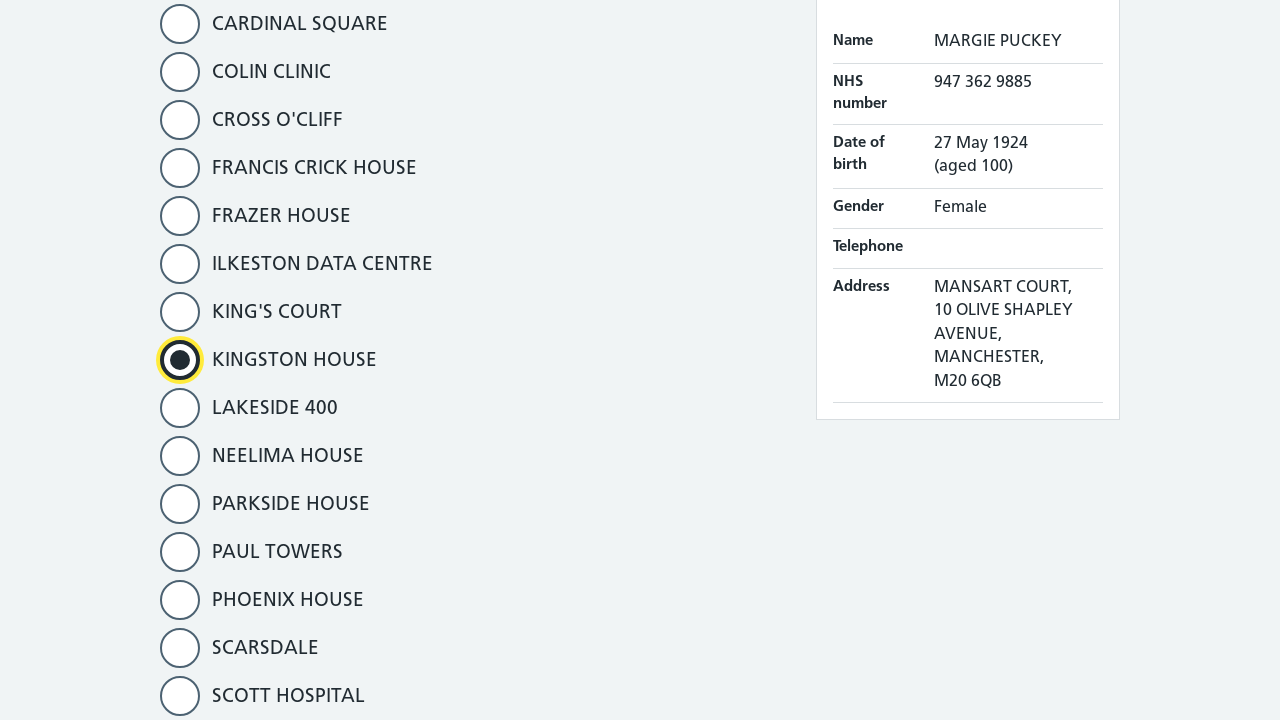 CARDINAL SQUARE
COLIN CLINIC
CROSS O'CLIFF
FRANCIS CRICK HOUSE
FRAZER HOUSE
ILKESTON DATA CENTRE
KING'S COURT
KINGSTON HOUSE
LAKESIDE 400
NEELIMA HOUSE
PARKSIDE HOUSE
PAUL TOWERS
PHOENIX HOUSE
SCARSDALE
SCOTT HOSPITAL
Name MARGIE PUCKEY
NHS number 947 362 9885
Date of birth 27 May 1924
(aged 100)
Gender Female
Telephone
Address MANSART COURT,
10 OLIVE SHAPLEY
AVENUE,
MANCHESTER,
M20 6QB